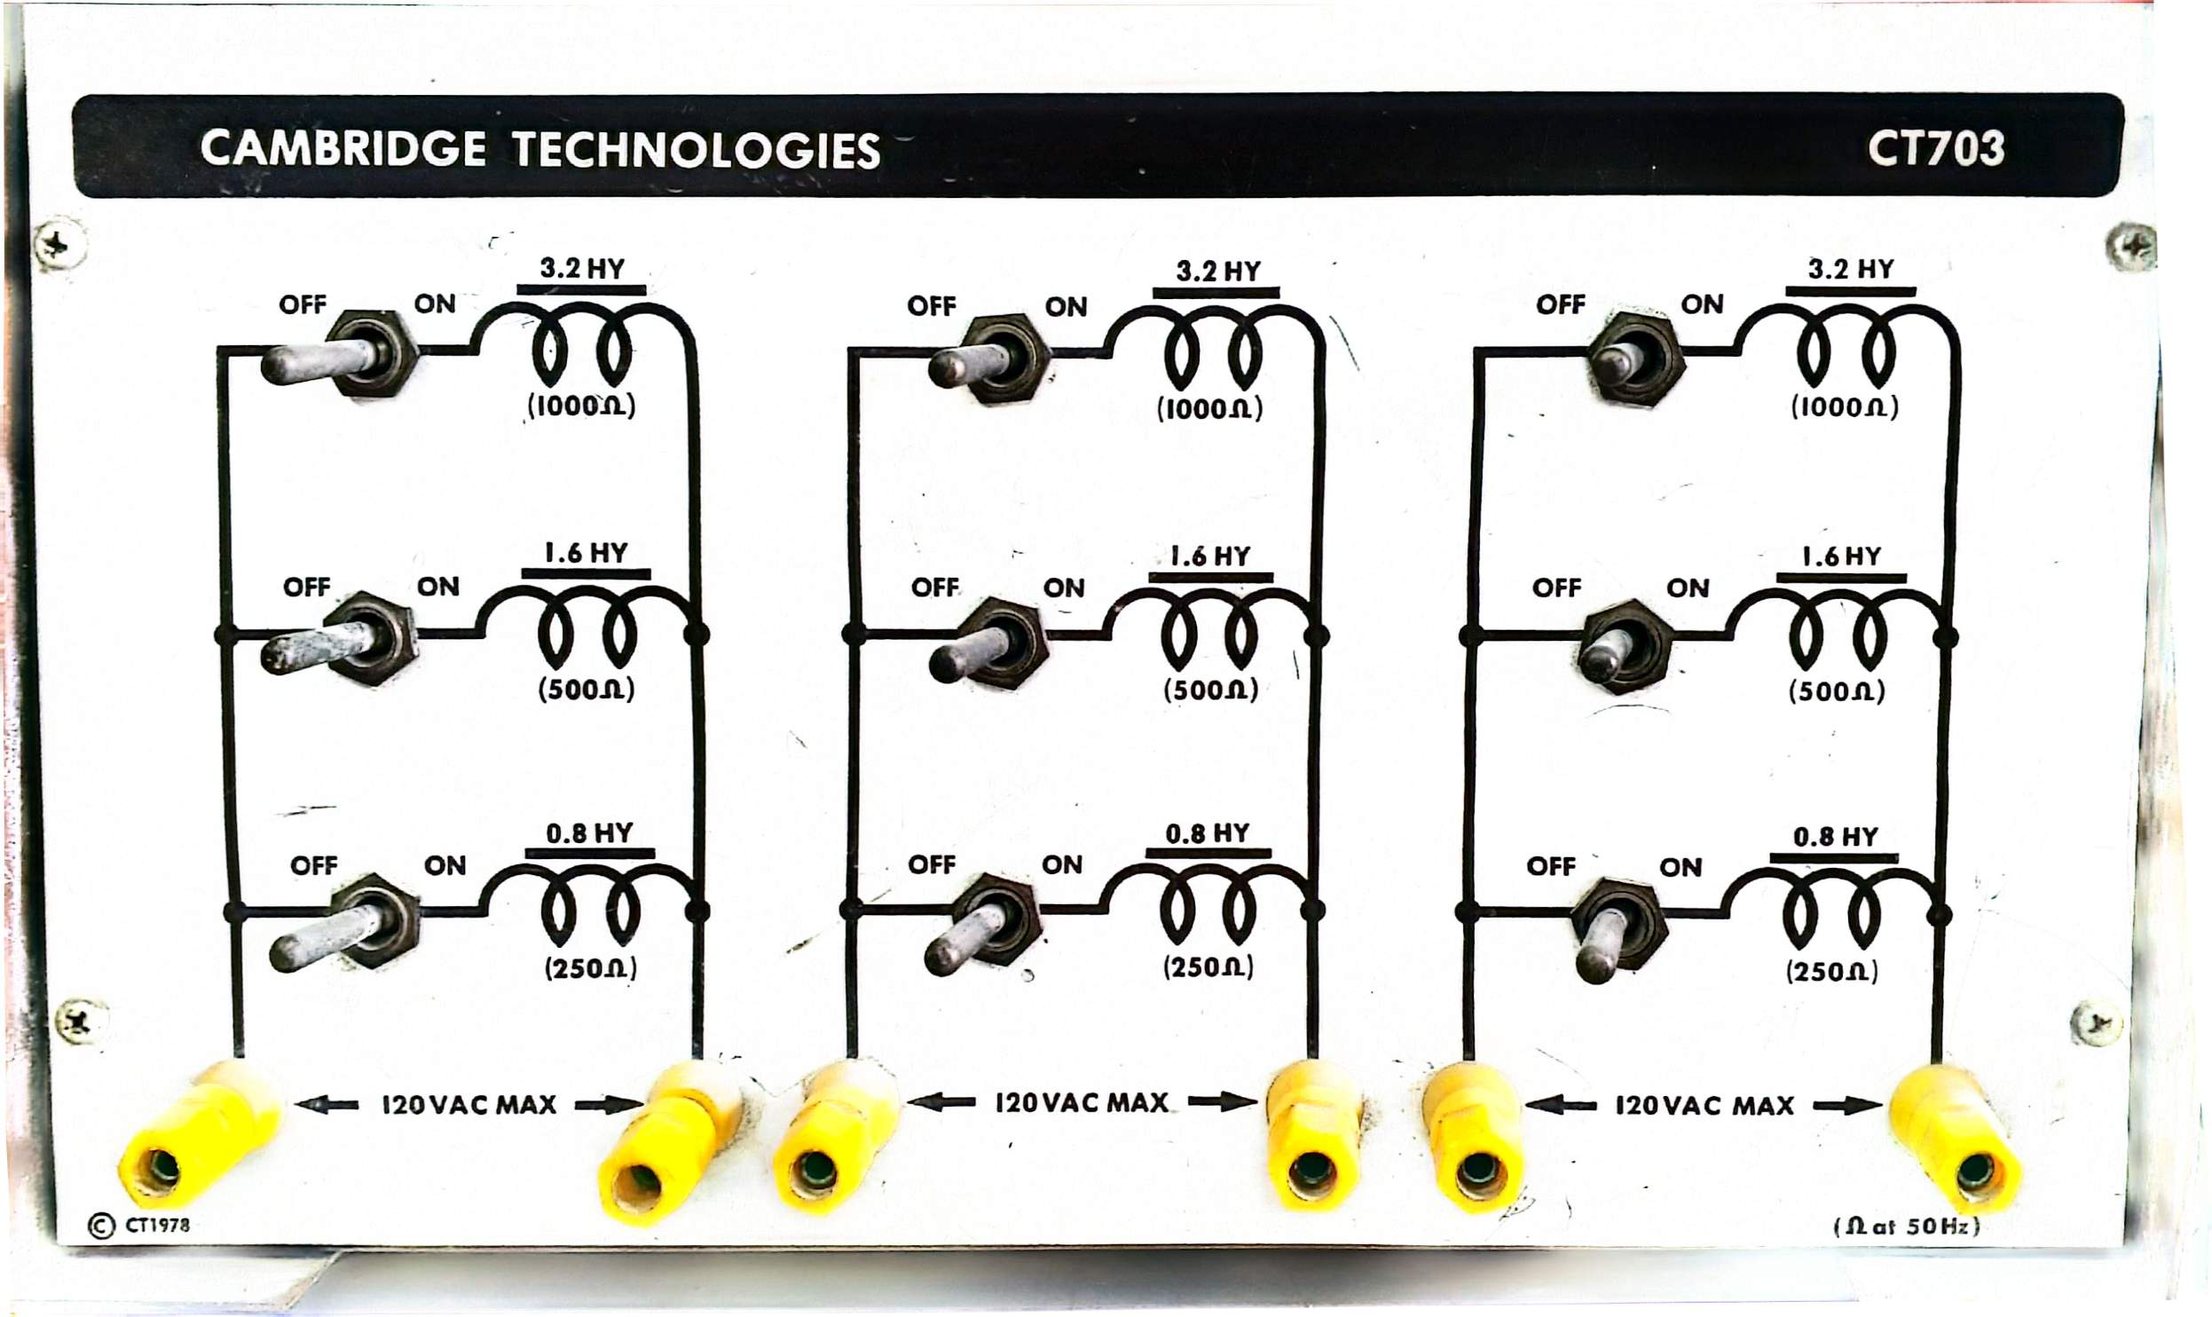 CAMBRIDGE TECHNOLOGIES CT703
3.2 HY 3.2 HY 3.2 HY
OFF ON OFF ON OFF ON
(1000Ω) (1000Ω) (1000Ω)
1.6 HY 1.6 HY 1.6 HY
OFF ON OFF ON OFF ON
(500Ω) (500Ω) (500Ω)
0.8 HY 0.8 HY 0.8 HY
OFF ON OFF ON OFF ON
(250Ω) (250Ω) (250Ω)
120VAC MAX 120VAC MAX 120VAC MAX
© CT1978 (Ω at 50Hz)